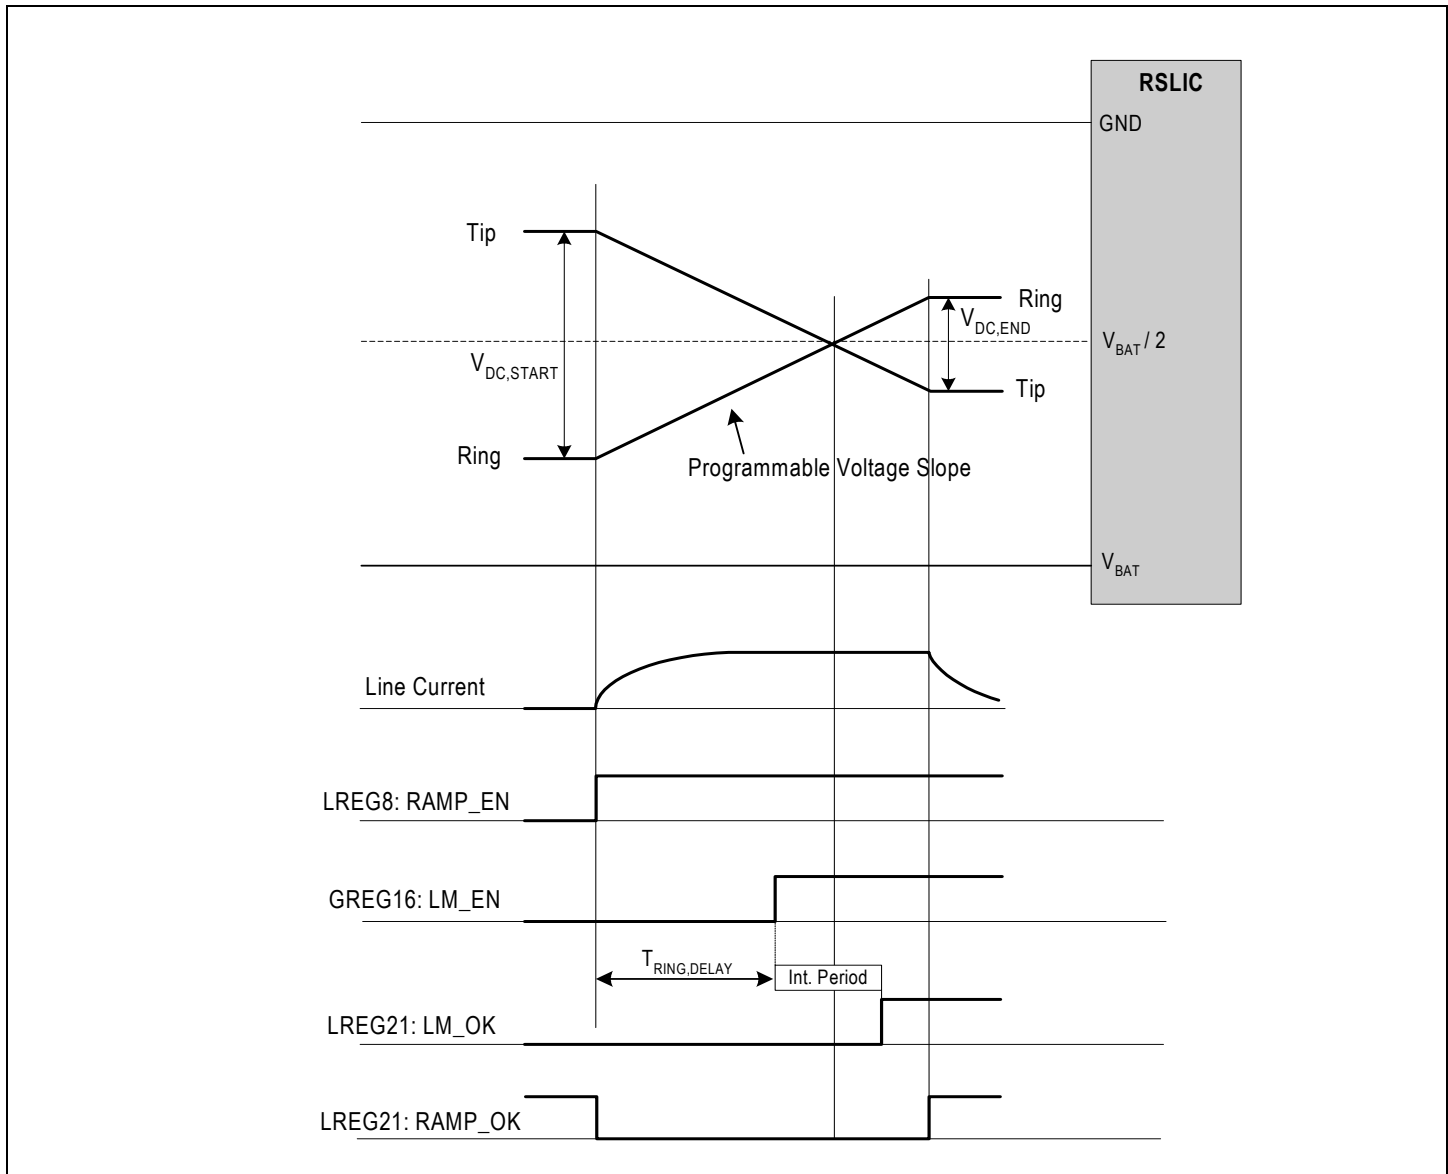 RSLIC
GND
Tip
Ring
V_DC,END
V_BAT / 2
V_DC,START
Tip
Ring
Programmable Voltage Slope
V_BAT
Line Current
LREG8: RAMP_EN
GREG16: LM_EN
T_RING,DELAY
Int. Period
LREG21: LM_OK
LREG21: RAMP_OK